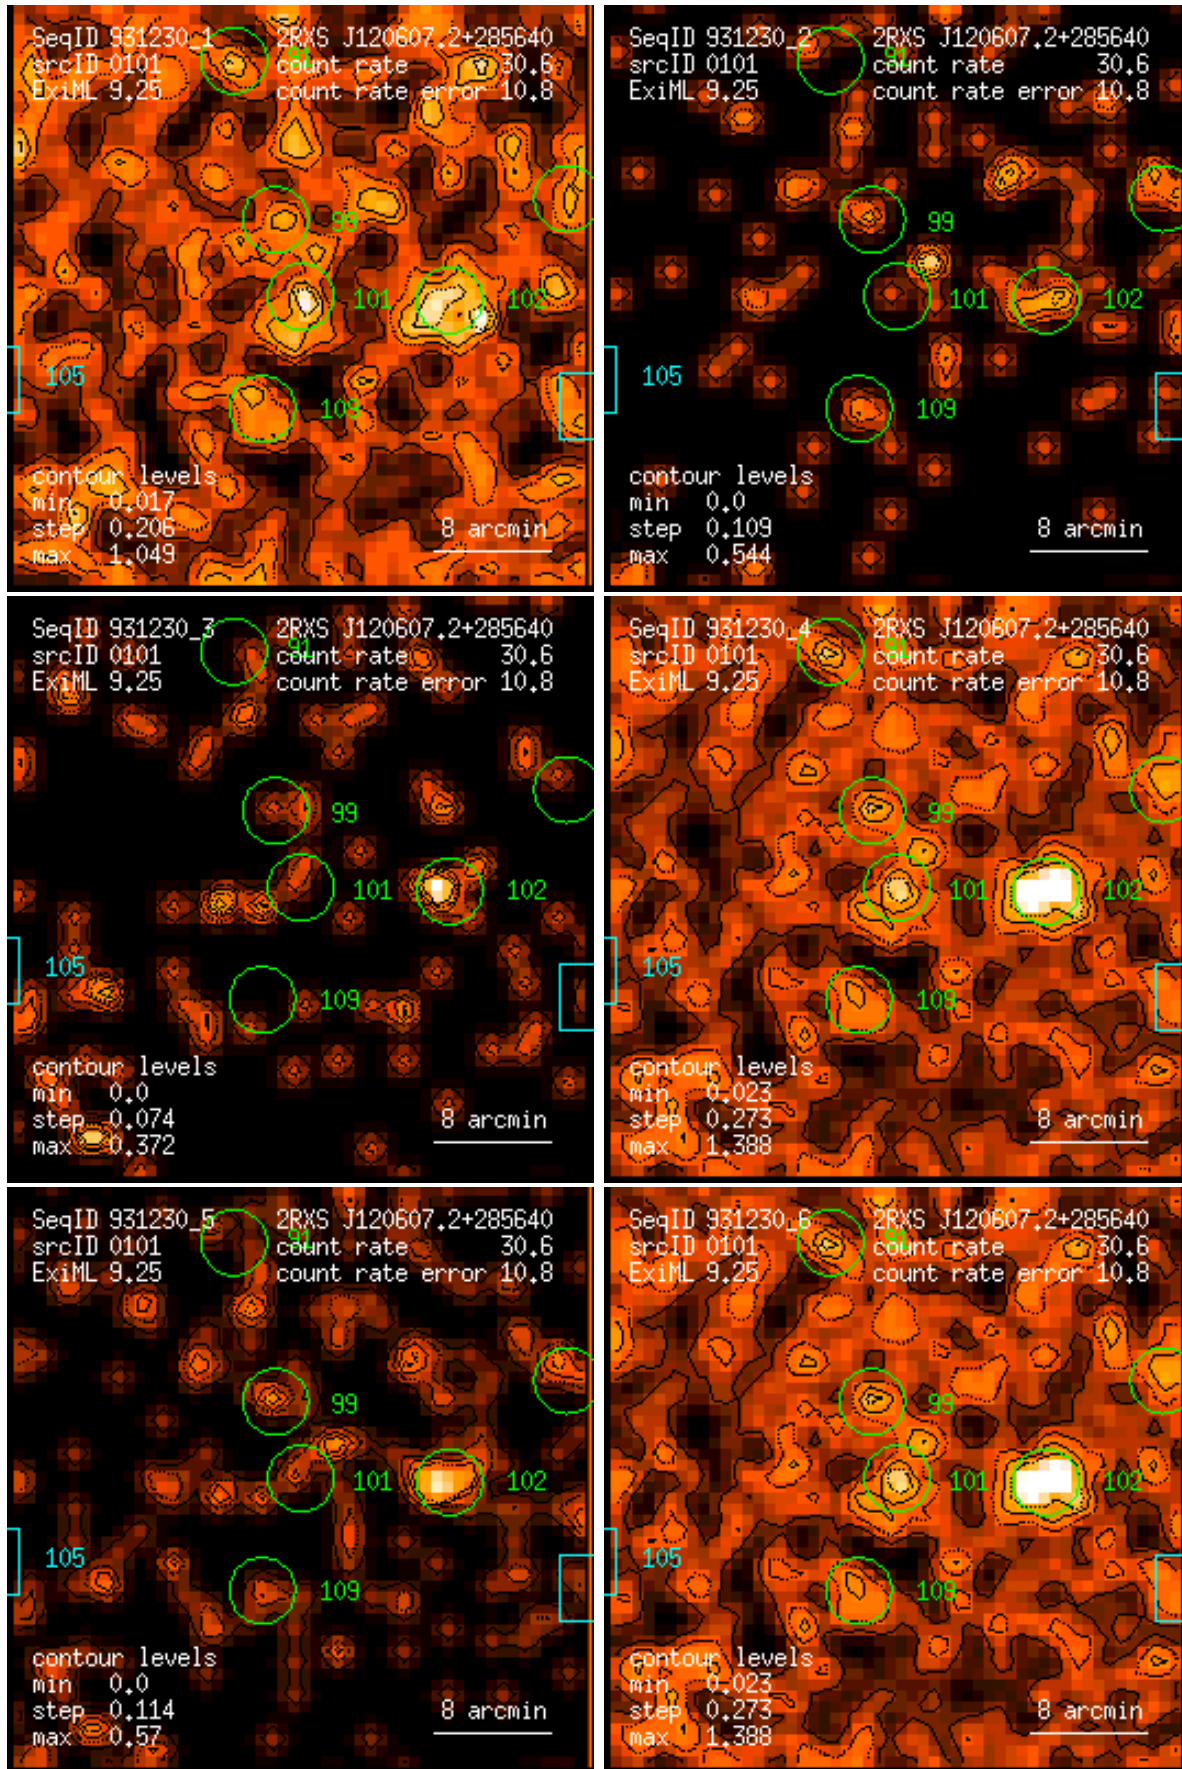 SeqID 931230_1 2RXS J120607.2+285640
srcID 0101 91 count rate 30.6
ExiML 9.25 count rate error 10.8
99
101 102
105
109
contour levels
min 0.017
step 0.206 8 arcmin
max 1.049
SeqID 931230_2 2RXS J120607.2+285640
srcID 0101 91 count rate 30.6
ExiML 9.25 count rate error 10.8
99
101 102
105
109
contour levels
min 0.0
step 0.109 8 arcmin
max 0.544
SeqID 931230_3 2RXS J120607.2+285640
srcID 0101 91 count rate 30.6
ExiML 9.25 count rate error 10.8
99
101 102
105
109
contour levels
min 0.0
step 0.074 8 arcmin
max 0.372
SeqID 931230_4 2RXS J120607.2+285640
srcID 0101 91 count rate 30.6
ExiML 9.25 count rate error 10.8
99
101 102
105
109
contour levels
min 0.023
step 0.273 8 arcmin
max 1.388
SeqID 931230_5 2RXS J120607.2+285640
srcID 0101 91 count rate 30.6
ExiML 9.25 count rate error 10.8
99
101 102
105
109
contour levels
min 0.0
step 0.114 8 arcmin
max 0.57
SeqID 931230_6 2RXS J120607.2+285640
srcID 0101 91 count rate 30.6
ExiML 9.25 count rate error 10.8
99
101 102
105
109
contour levels
min 0.023
step 0.273 8 arcmin
max 1.388